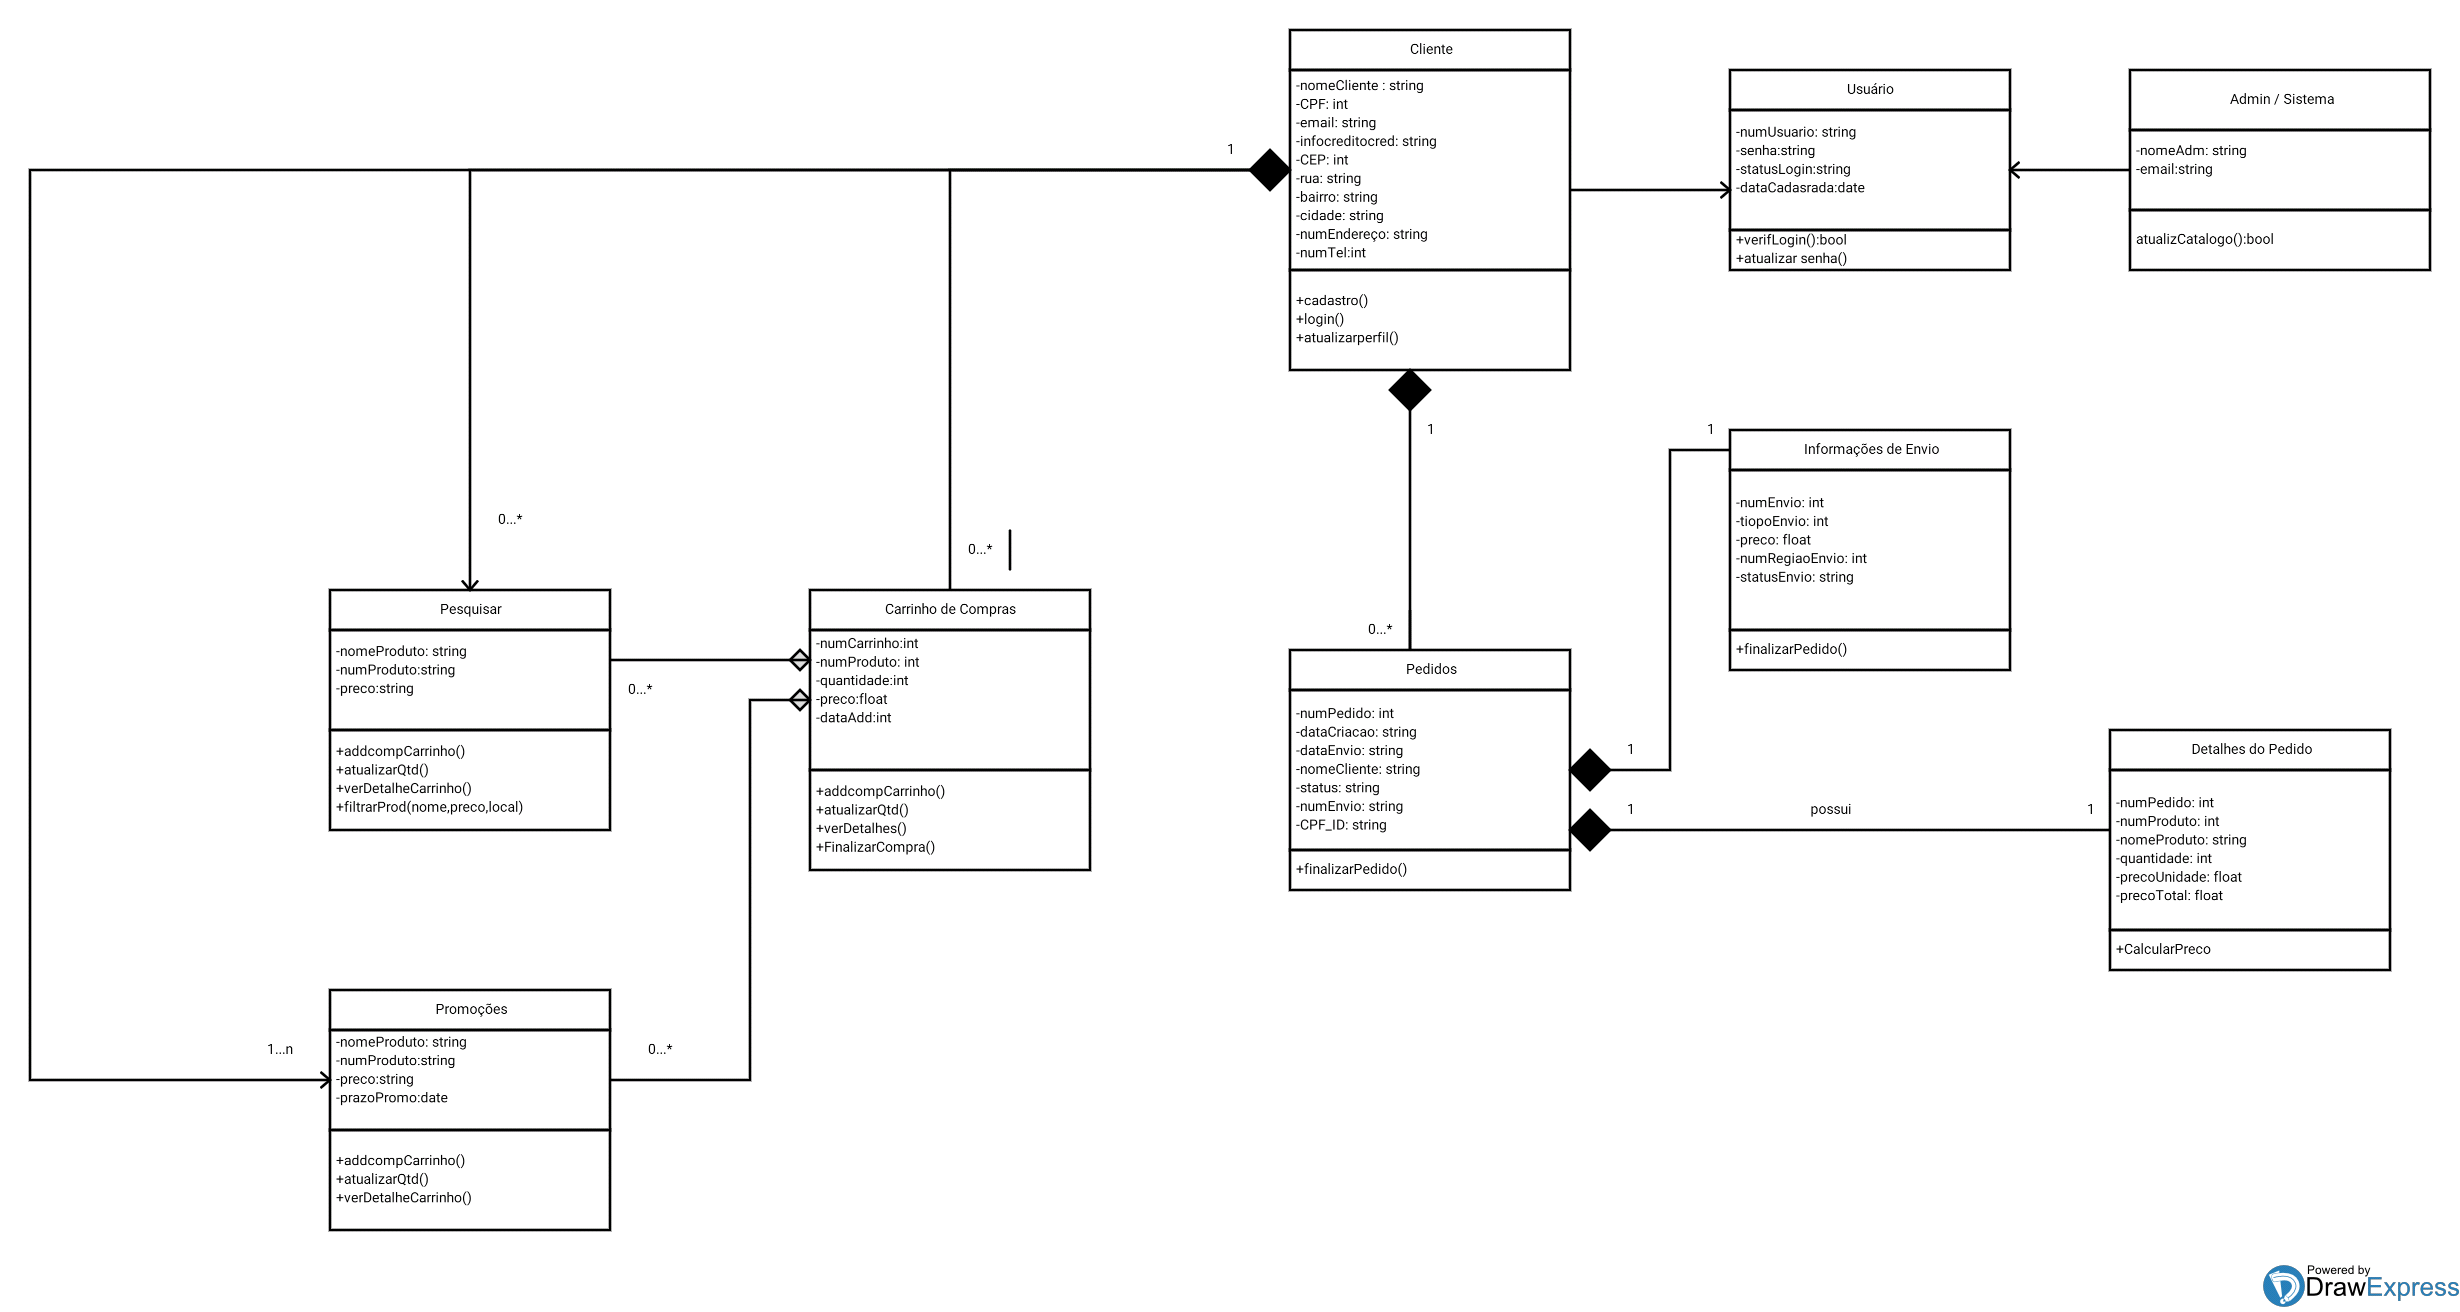 Cliente
-nomeCliente : string
-CPF: int
-email: string
-infocreditocred: string
-CEP: int
-rua: string
-bairro: string
-cidade: string
-numEndereço: string
-numTel:int
+cadastro()
+login()
+atualizarperfil()
Usuário
-numUsuario: string
-senha:string
-statusLogin:string
-dataCadasrada:date
+verifLogin():bool
+atualizar senha()
Admin / Sistema
-nomeAdm: string
-email:string
atualizCatalogo():bool
1
0...*
0...*
1
0...*
Pesquisar
-nomeProduto: string
-numProduto:string
-preco:string
+addcompCarrinho()
+atualizarQtd()
+verDetalheCarrinho()
+filtrarProd(nome,preco,local)
0...*
Carrinho de Compras
-numCarrinho:int
-numProduto: int
-quantidade:int
-preco:float
-dataAdd:int
+addcompCarrinho()
+atualizarQtd()
+verDetalhes()
+FinalizarCompra()
Pedidos
-numPedido: int
-dataCriacao: string
-dataEnvio: string
-nomeCliente: string
-status: string
-numEnvio: string
-CPF_ID: string
+finalizarPedido()
1
Informações de Envio
-numEnvio: int
-tiopoEnvio: int
-preco: float
-numRegiaoEnvio: int
-statusEnvio: string
+finalizarPedido()
1
1
possui
1
Detalhes do Pedido
-numPedido: int
-numProduto: int
-nomeProduto: string
-quantidade: int
-precoUnidade: float
-precoTotal: float
+CalcularPreco
1...n
Promoções
-nomeProduto: string
-numProduto:string
-preco:string
-prazoPromo:date
+addcompCarrinho()
+atualizarQtd()
+verDetalheCarrinho()
0...*
Powered by
DrawExpress